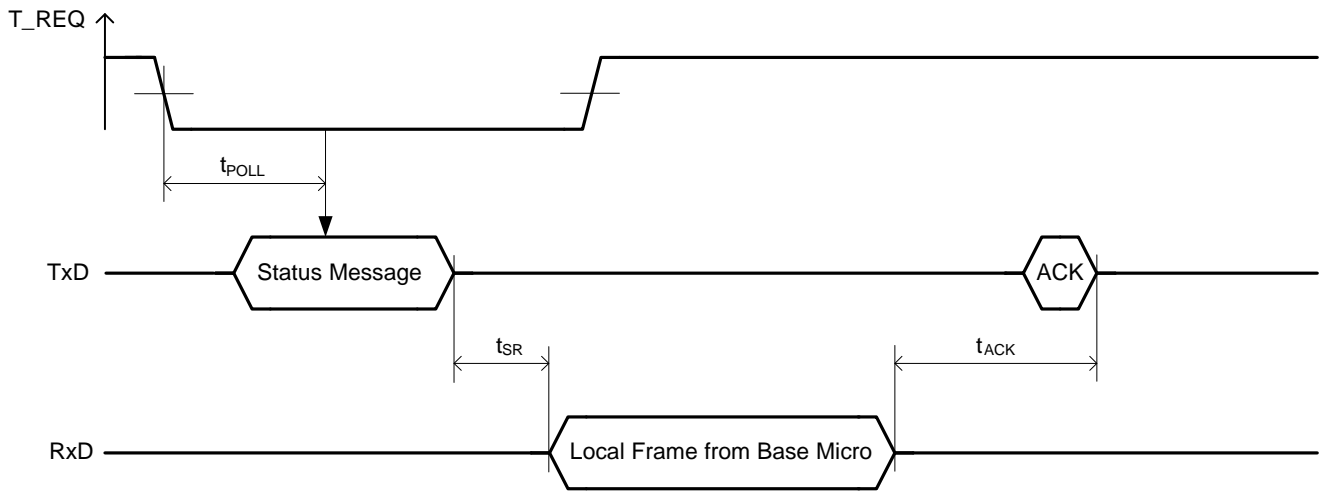 T_REQ
tPOLL
TxD
Status Message
ACK
tSR
tACK
RxD
Local Frame from Base Micro